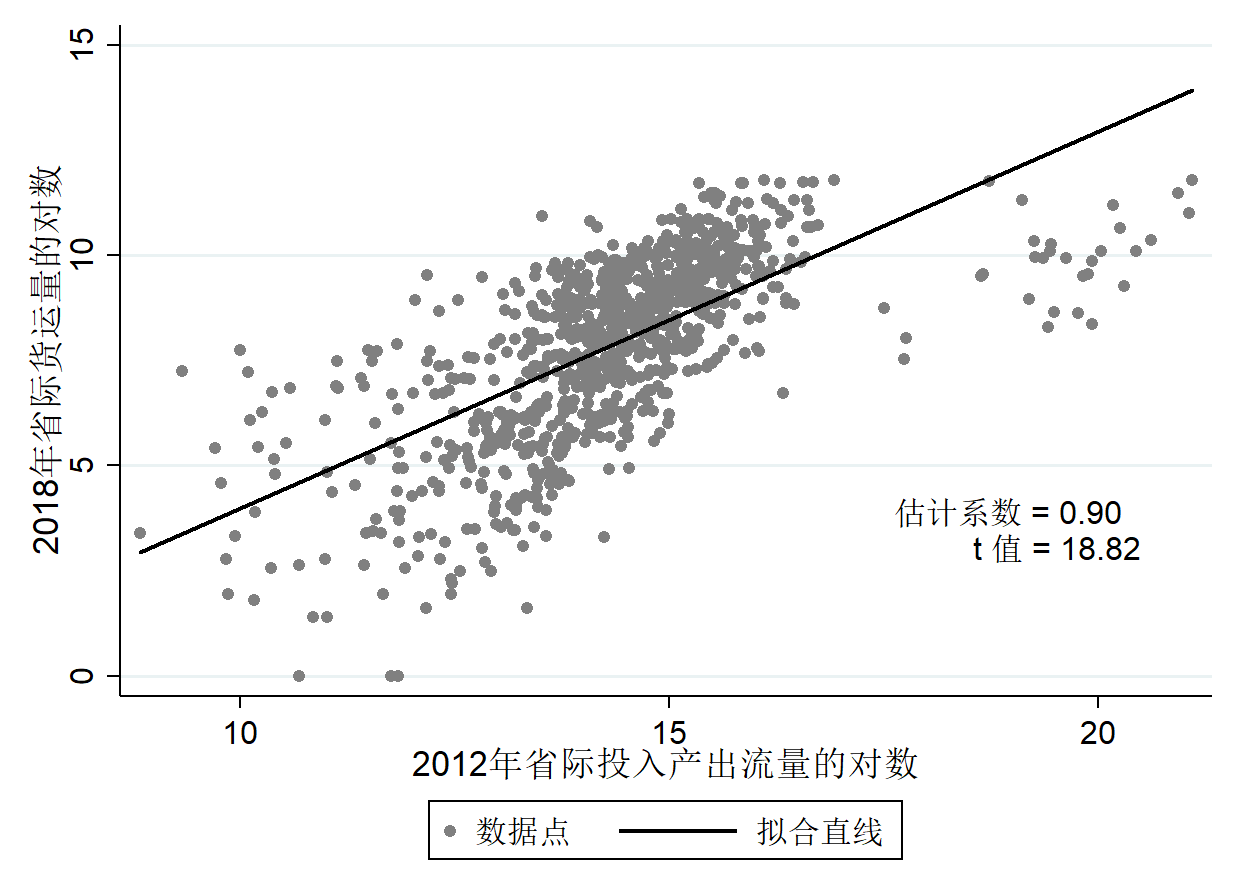 15
10
5
0
2018年省际货运量的对数
估计系数 = 0.90
t 值 = 18.82
10 15 20
2012年省际投入产出流量的对数
数据点 拟合直线